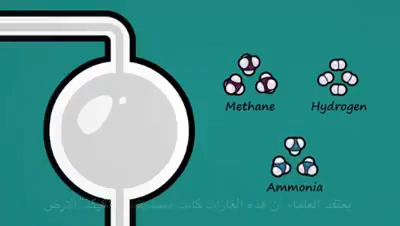 Methane
Hydrogen
Ammonia
يعتقد العلماء أن هذه الغازات كانت الأرض